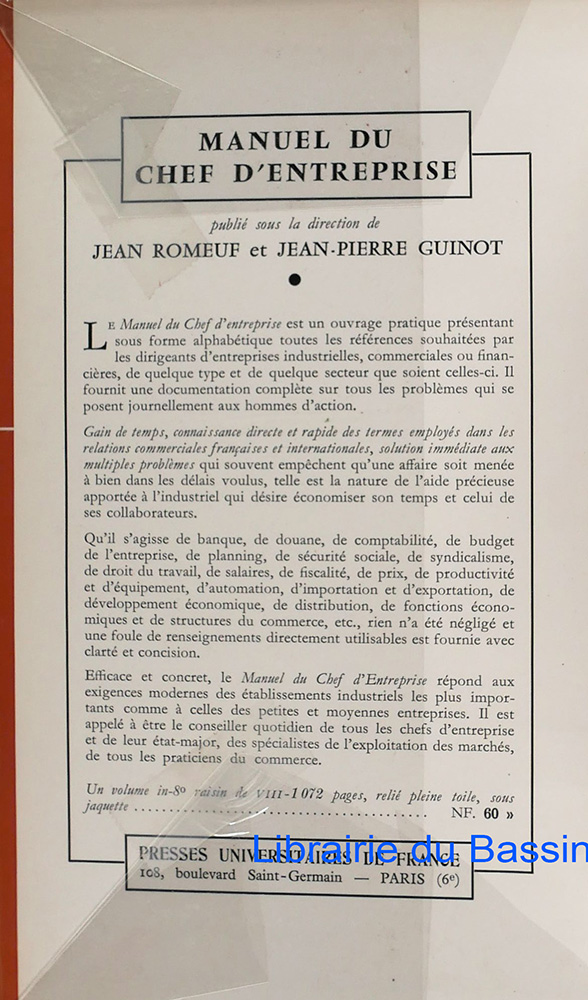 MANUEL DU
CHEF D'ENTREPRISE
publié sous la direction de
JEAN ROMEUF et JEAN-PIERRE GUINOT
LE Manuel du Chef d'entreprise est un ouvrage pratique présentant
sous forme alphabétique toutes les références souhaitées par
les dirigeants d'entreprises industrielles, commerciales ou finan-
cières, de quelque type et de quelque secteur que soient celles-ci. Il
fournit une documentation complète sur tous les problèmes qui se
posent journellement aux hommes d'action.
Gain de temps, connaissance directe et rapide des termes employés dans les
relations commerciales françaises et internationales, solution immédiate aux
multiples problèmes qui souvent empêchent qu'une affaire soit menée
à bien dans les délais voulus, telle est la nature de l'aide précieuse
apportée à l'industriel qui désire économiser son temps et celui de
ses collaborateurs.
Qu'il s'agisse de banque, de douane, de comptabilité, de budget
de l'entreprise, de planning, de sécurité sociale, de syndicalisme,
de droit du travail, de salaires, de fiscalité, de prix, de productivité
et d'équipement, d'automation, d'importation et d'exportation, de
développement économique, de distribution, de fonctions écono-
miques et de structures du commerce, etc., rien n'a été négligé et
une foule de renseignements directement utilisables est fournie avec
clarté et concision.
Efficace et concret, le Manuel du Chef d'Entreprise répond aux
exigences modernes des établissements industriels les plus impor-
tants comme à celles des petites et moyennes entreprises. Il est
appelé à être le conseiller quotidien de tous les chefs d'entreprise
et de leur état-major, des spécialistes de l'exploitation des marchés,
de tous les praticiens du commerce.
Un volume in-8º raisin de VIII-1 072 pages, relié pleine toile, sous
jaquette ........................................ NF. 60 »
PRESSES UNIVERSITAIRES DE FRANCE
108, boulevard Saint-Germain — PARIS (6e)
Librairie du Bassin